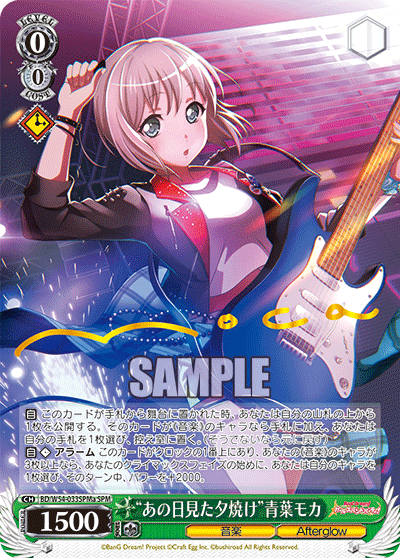 LEVEL
0
0
COST
moca
SAMPLE
自 このカードが手札から舞台に置かれた時、あなたは自分の山札の上から
1枚を公開する。そのカードが《音楽》のキャラなら手札に加え、あなたは
自分の手札を1枚選び、控え室に置く。（そうでないなら元に戻す）
自 アラーム このカードがクロックの1番上にあり、あなたの《音楽》のキャラが
3枚以上なら、あなたのクライマックスフェイズの始めに、あなたは自分のキャラを
1枚選び、そのターン中、パワーを+2000。
CH BD/W54-033SPMa SPM
1500
“あの日見た夕焼け”青葉モカ
音楽
Afterglow
©BanG Dream! Project ©Craft Egg Inc. ©bushiroad All Rights Reserved.